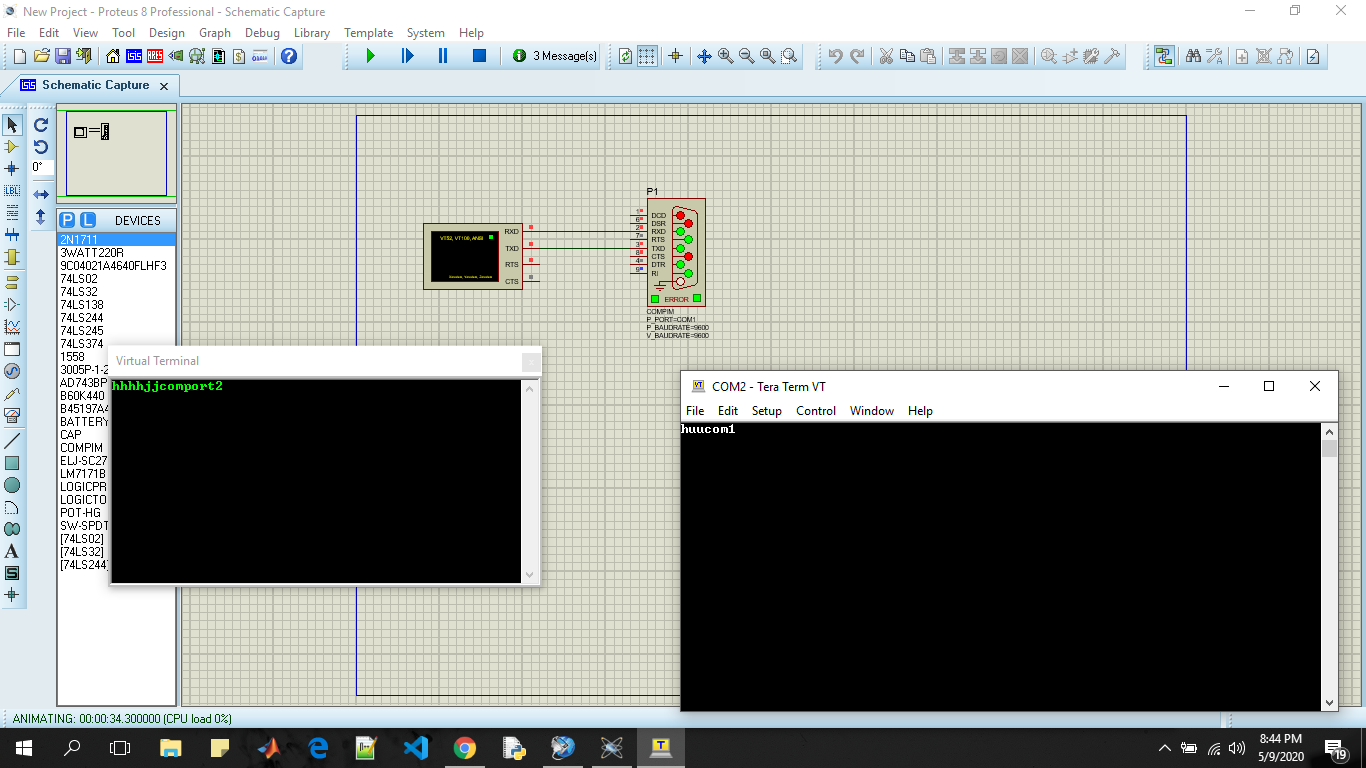 New Project - Proteus 8 Professional - Schematic Capture
File Edit View Tool Design Graph Debug Library Template System Help
3 Message(s)
Schematic Capture
0°
LBL
P L DEVICES
2N1711
3WATT220R
9C04021A4640FLHF3
74LS02
74LS32
74LS138
74LS244
74LS245
74LS374
1558
3005P-1-2
AD743BP
B60K440
B45197A4
BATTERY
CAP
COMPIM
ELJ-SC27
LM7171B
LOGICPR
LOGICTO
POT-HG
SW-SPDT
[74LS02]
[74LS32]
[74LS244]
A
S
VT52, VT100, ANSI
RXD
TXD
RTS
CTS
P1
1 DCD
6 DSR
2 RXD
7 RTS
3 TXD
8 CTS
4 DTR
9 RI
ERROR
COMPIM
P_PORT=COM1
P_BAUDRATE=9600
V_BAUDRATE=9600
Virtual Terminal
hhhhjjcomport2
COM2 - Tera Term VT
File Edit Setup Control Window Help
huucom1
ANIMATING: 00:00:34.300000 (CPU load 0%)
8:44 PM
5/9/2020
19